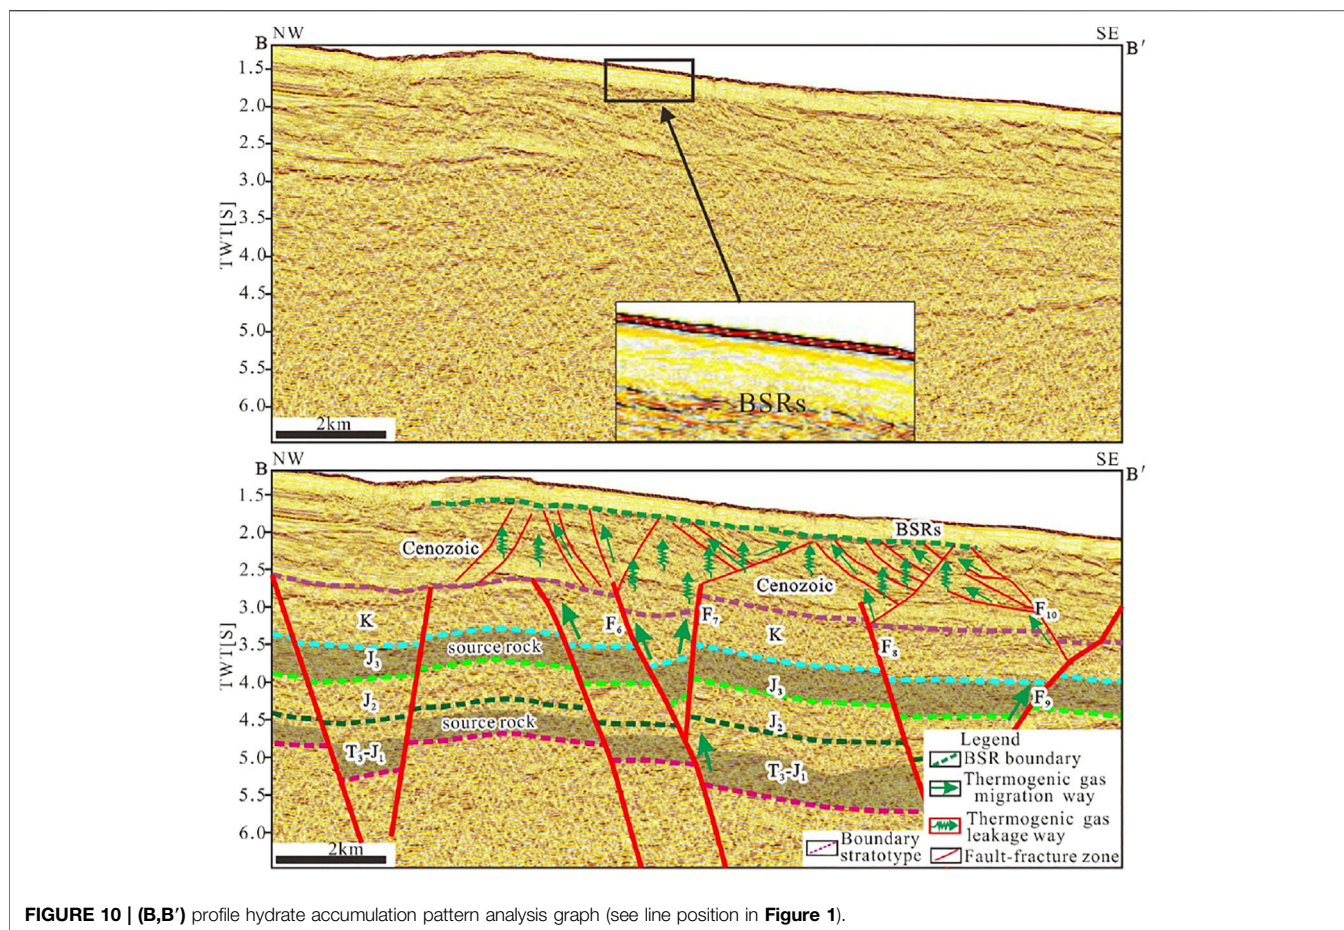 NW SE
B B′
1.5
2.0
2.5
3.0
3.5
TWT[S]
4.0
4.5
5.0
5.5
6.0
BSRs
2km
NW SE
B B′
1.5
2.0
2.5
3.0
3.5
TWT[S]
4.0
4.5
5.0
5.5
6.0
BSRs
Cenozoic
Cenozoic
F₁₀
F₆
F₇
K
K
F₈
source rock
J₃
J₃
F₉
J₂
J₂
source rock
T₃-J₁
T₃-J₁
2km
Legend
BSR boundary
Thermogenic gas
migration way
Thermogenic gas
leakage way
Boundary
stratotype
Fault-fracture zone
FIGURE 10 | (B,B′) profile hydrate accumulation pattern analysis graph (see line position in Figure 1).